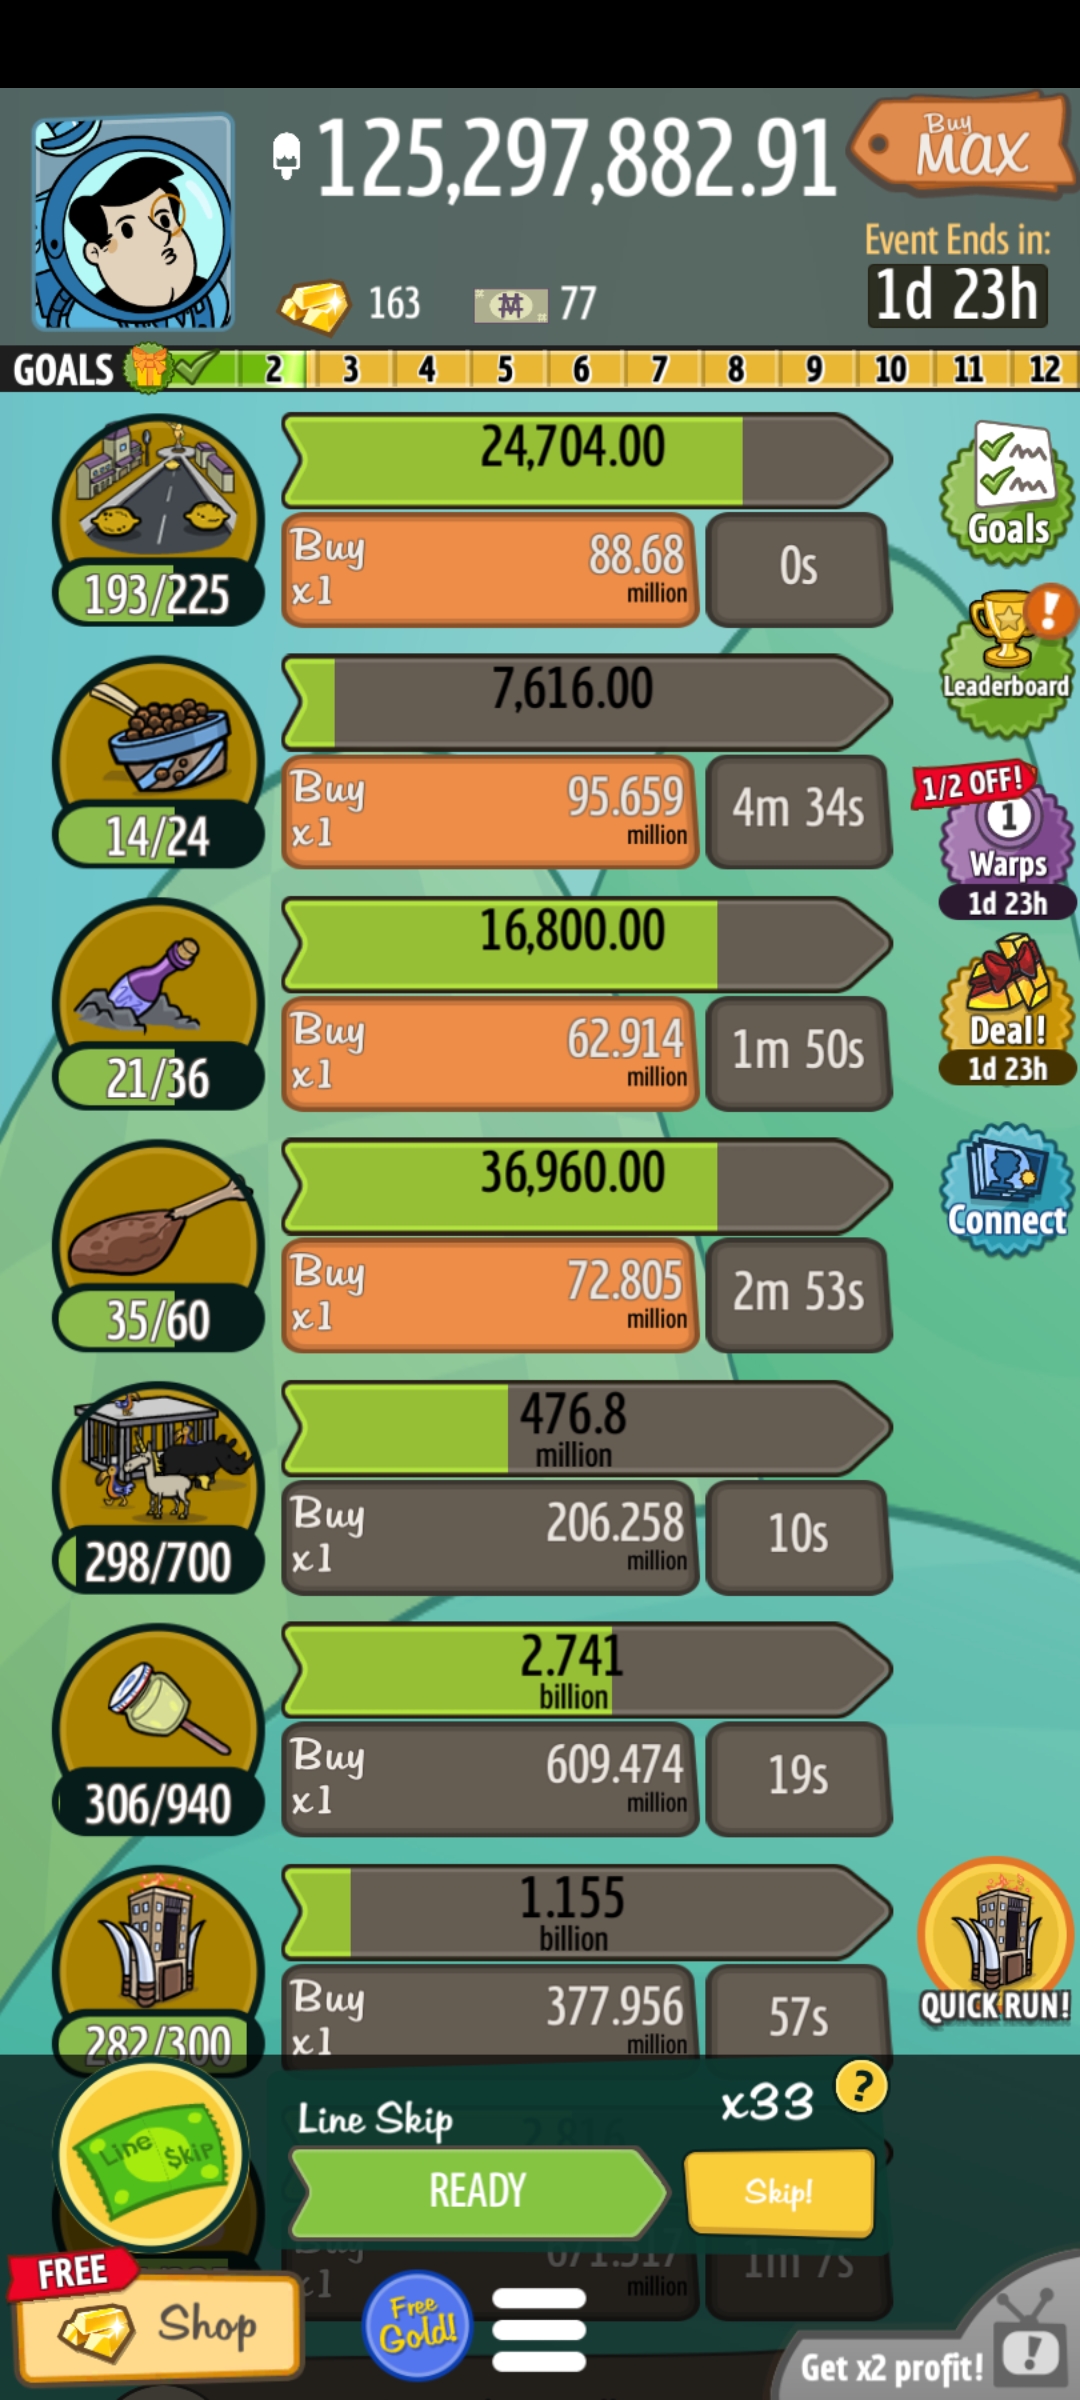 125,297,882.91
Buy
MAX
Event Ends in:
1d 23h
163
77
GOALS 2 3 4 5 6 7 8 9 10 11 12
24,704.00
Buy
x1
88.68
million
0s
193/225
Goals
7,616.00
Leaderboard
Buy
x1
95.659
million
4m 34s
14/24
1/2 OFF!
1
Warps
1d 23h
16,800.00
Buy
x1
62.914
million
1m 50s
21/36
Deal!
1d 23h
36,960.00
Buy
x1
72.805
million
2m 53s
35/60
Connect
476.8
million
Buy
x1
206.258
million
10s
298/700
2.741
billion
Buy
x1
609.474
million
19s
306/940
1.155
billion
Buy
x1
377.956
million
57s
282/300
QUICK RUN!
Line Skip
Line Skip
x33
?
2.816
READY
Skip!
Buy
x1
671.517
million
1m 7s
FREE
Shop
Free
Gold!
Get x2 profit!